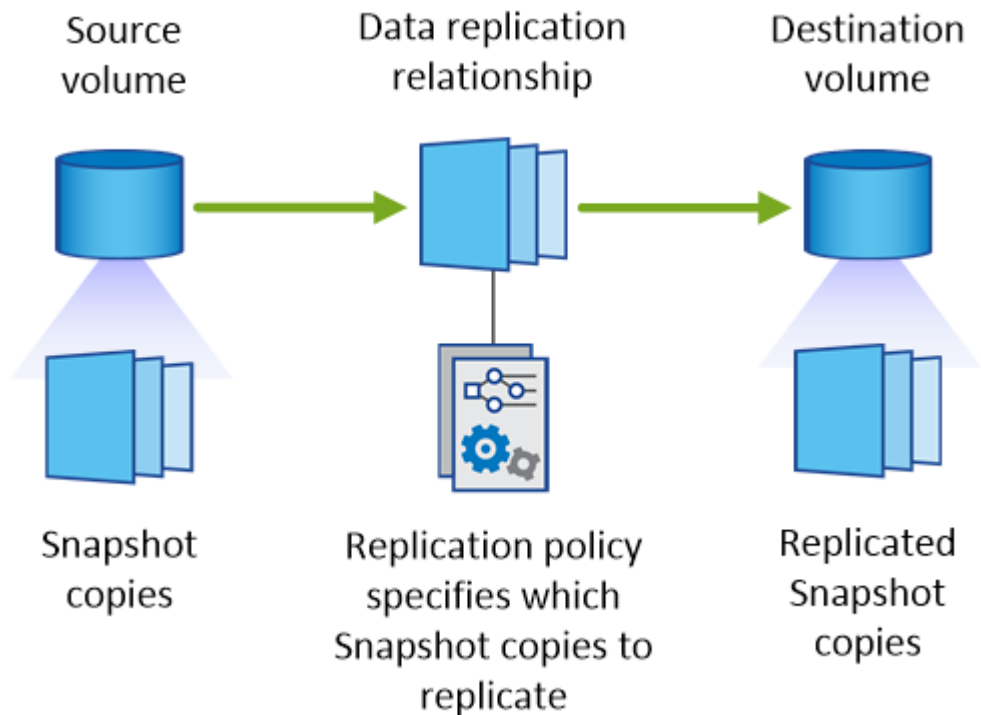 Source
volume
Data replication
relationship
Destination
volume
Snapshot
copies
Replication policy
specifies which
Snapshot copies to
replicate
Replicated
Snapshot
copies